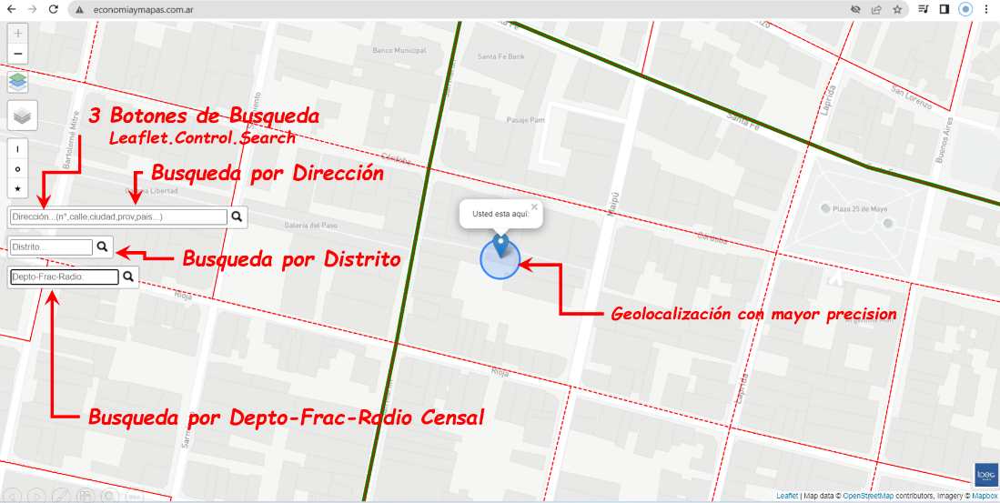 economiaymapas.com.ar
Santa Fe
Banco Municipal
Santa Fe Bank
San Lorenzo
Laprida
Pasaje Pam
Santa Fe
Buenos Aires
3 Botones de Busqueda
Leaflet.Control.Search
Bartolomé Mitre
Córdoba
Busqueda por Dirección
Galería Libertad
Maipú
Plaza 25 de Mayo
Usted esta aquí:
Dirección...(n°,calle,ciudad,prov,pais...)
Galería del Paso
Córdoba
Distrito...
Busqueda por Distrito
Depto-Frac-Radio:
Rioja
Geolocalización con mayor precision
Argentine Mall
Rioja
Laprida
Busqueda por Depto-Frac-Radio Censal
ipec
Leaflet | Map data © OpenStreetMap contributors, Imagery © Mapbox